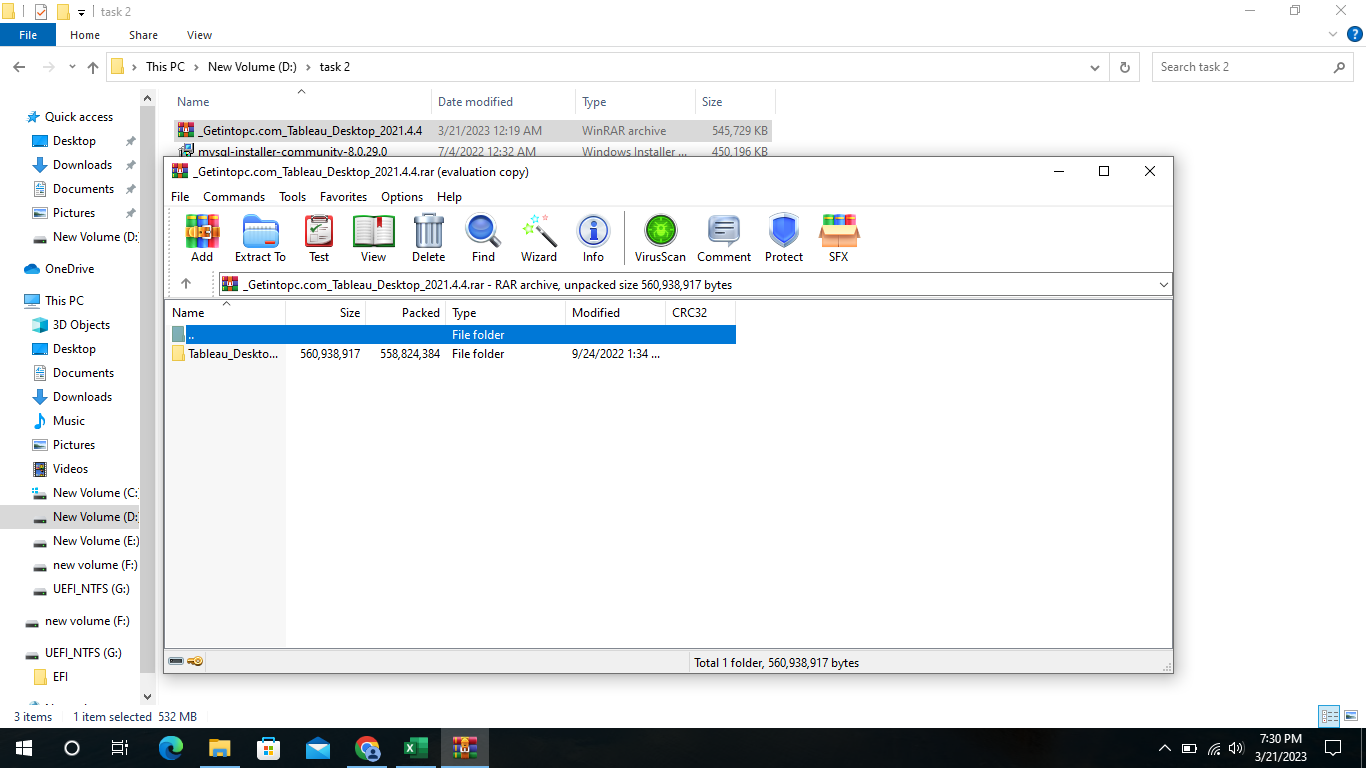 task 2
File Home Share View
This PC New Volume (D:) task 2 Search task 2
Name Date modified Type Size
_Getintopc.com_Tableau_Desktop_2021.4.4 3/21/2023 12:19 AM WinRAR archive 545,729 KB
mysql-installer-community-8.0.29.0 7/4/2022 12:32 AM Windows Installer ... 450,196 KB
Quick access
Desktop
Downloads
Documents
Pictures
New Volume (D:
OneDrive
This PC
3D Objects
Desktop
Documents
Downloads
Music
Pictures
Videos
New Volume (C:
New Volume (D:
New Volume (E:)
new volume (F:)
UEFI_NTFS (G:)
new volume (F:)
UEFI_NTFS (G:)
EFI
_Getintopc.com_Tableau_Desktop_2021.4.4.rar (evaluation copy)
File Commands Tools Favorites Options Help
Add Extract To Test View Delete Find Wizard Info VirusScan Comment Protect SFX
_Getintopc.com_Tableau_Desktop_2021.4.4.rar - RAR archive, unpacked size 560,938,917 bytes
Name Size Packed Type Modified CRC32
.. File folder
Tableau_Deskto... 560,938,917 558,824,384 File folder 9/24/2022 1:34 ...
Total 1 folder, 560,938,917 bytes
3 items 1 item selected 532 MB
7:30 PM
3/21/2023